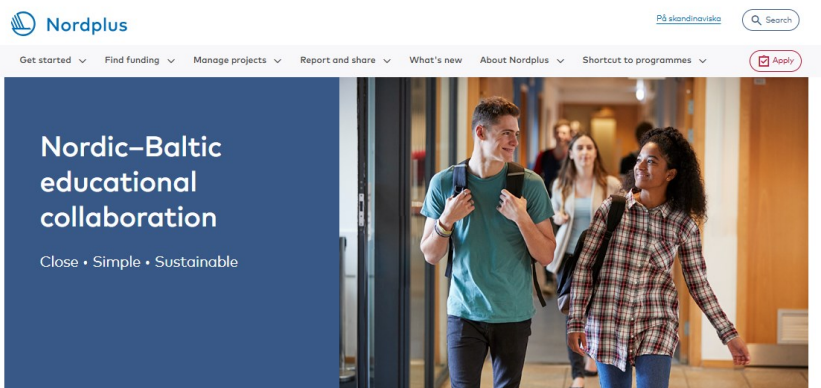 Nordplus
På skandinaviska
Search
Get started
Find funding
Manage projects
Report and share
What's new
About Nordplus
Shortcut to programmes
Apply
Nordic–Baltic
educational
collaboration
Close • Simple • Sustainable